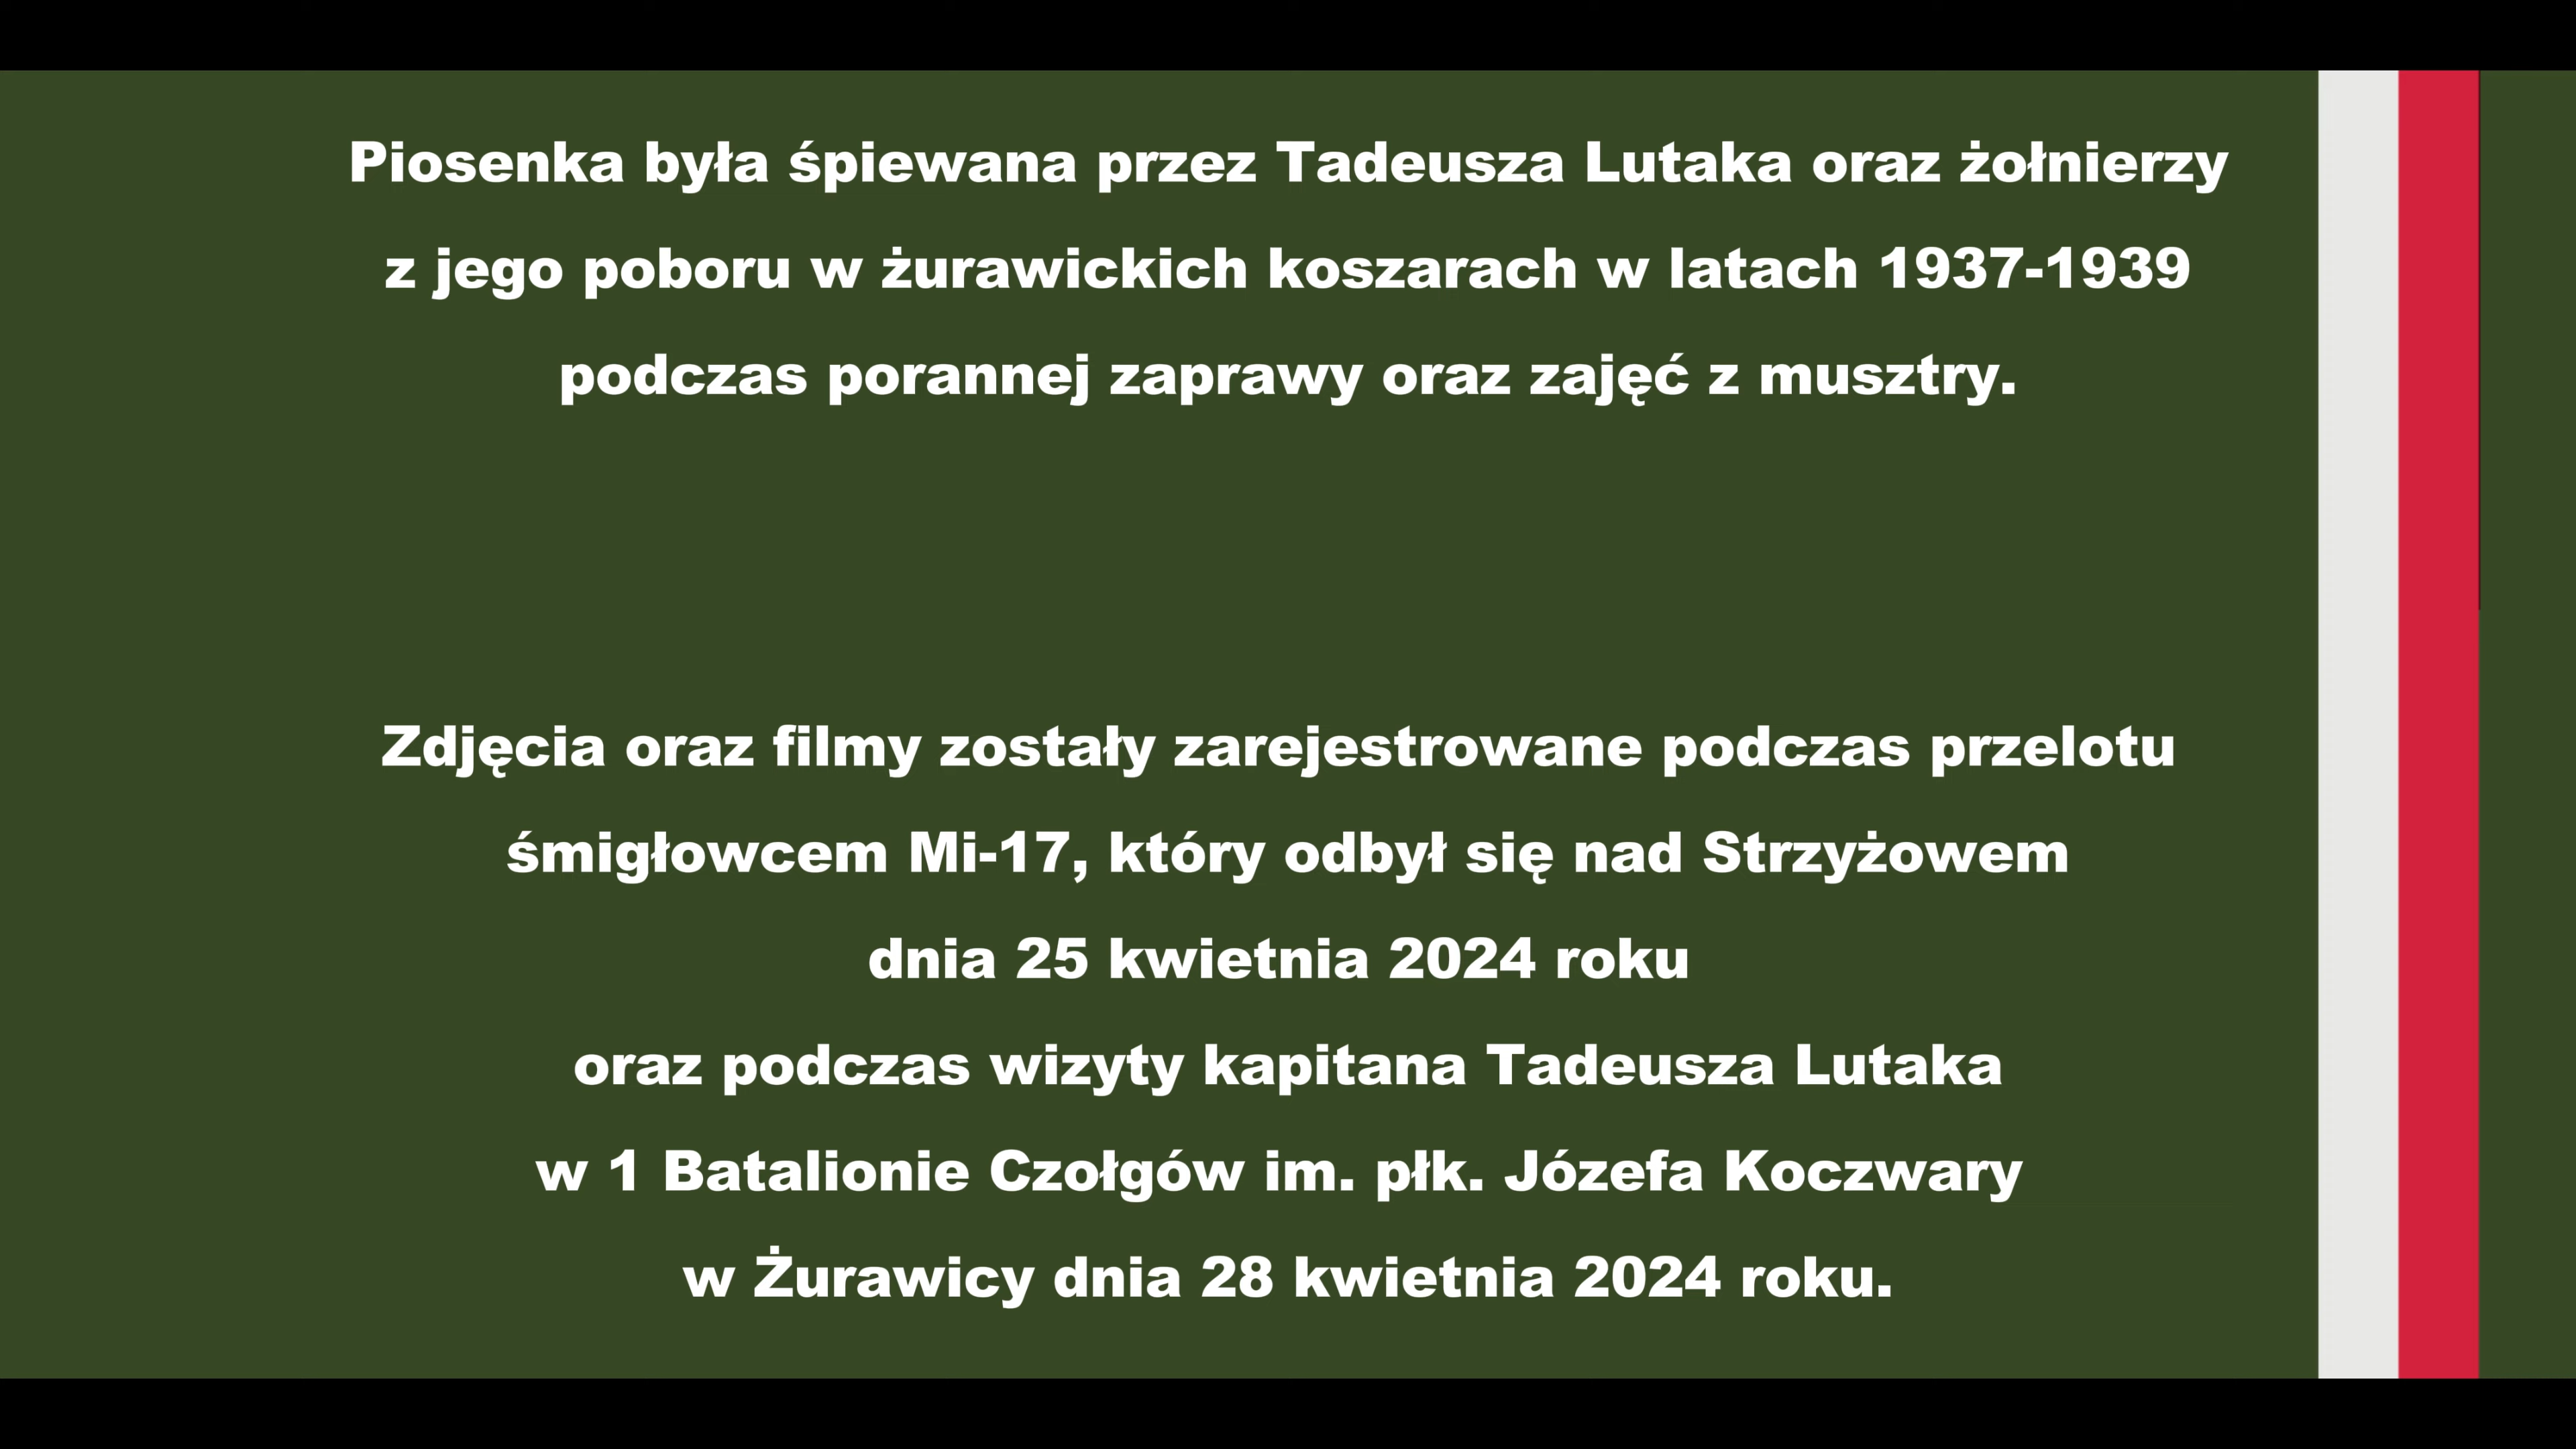 Piosenka była śpiewana przez Tadeusza Lutaka oraz żołnierzy
z jego poboru w żurawickich koszarach w latach 1937-1939
podczas porannej zaprawy oraz zajęć z musztry.
Zdjęcia oraz filmy zostały zarejestrowane podczas przelotu
śmigłowcem Mi-17, który odbył się nad Strzyżowem
dnia 25 kwietnia 2024 roku
oraz podczas wizyty kapitana Tadeusza Lutaka
w 1 Batalionie Czołgów im. płk. Józefa Koczwary
w Żurawicy dnia 28 kwietnia 2024 roku.